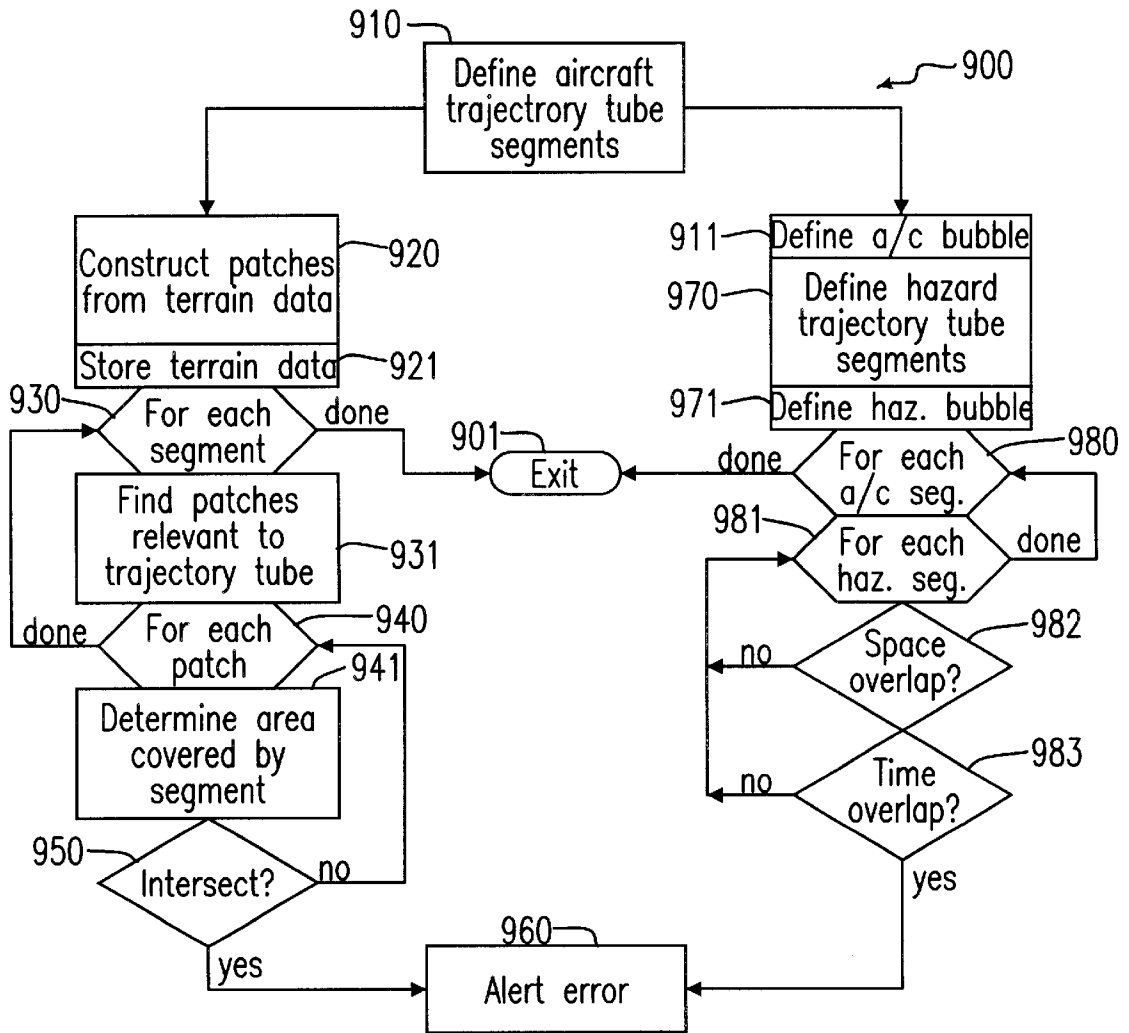 910
Define aircraft
trajectrory tube
segments
900
Construct patches
from terrain data
920
Store terrain data
921
930
For each
segment
done
Find patches
relevant to
trajectory tube
931
done
For each
patch
940
941
Determine area
covered by
segment
950
Intersect?
no
yes
901
Exit
911
Define a/c bubble
970
Define hazard
trajectory tube
segments
971
Define haz. bubble
done
For each
a/c seg.
980
981
For each
haz. seg.
done
982
no
Space
overlap?
983
no
Time
overlap?
yes
960
Alert error